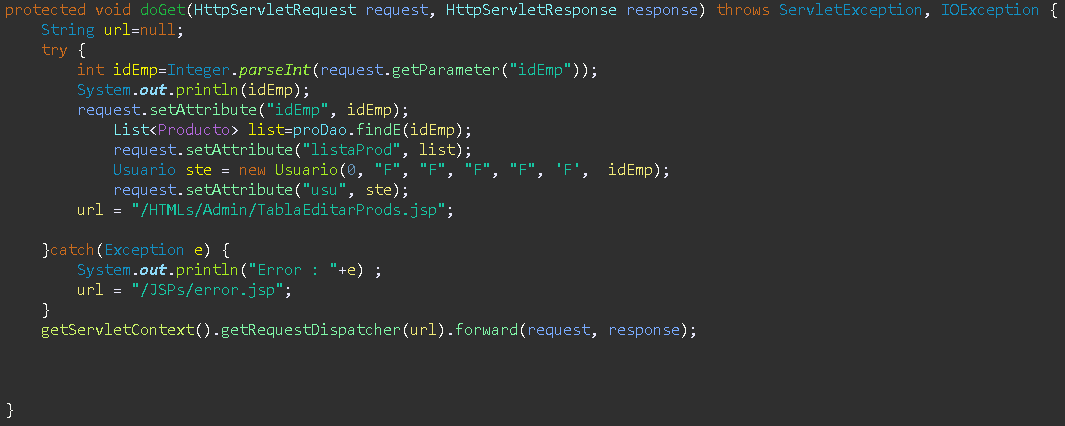 protected void doGet(HttpServletRequest request, HttpServletResponse response) throws ServletException, IOException {
    String url=null;
    try {
        int idEmp=Integer.parseInt(request.getParameter("idEmp"));
        System.out.println(idEmp);
        request.setAttribute("idEmp", idEmp);
            List<Producto> list=proDao.findE(idEmp);
            request.setAttribute("listaProd", list);
            Usuario ste = new Usuario(0, "F", "F", "F", "F", 'F',  idEmp);
            request.setAttribute("usu", ste);
        url = "/HTMLs/Admin/TablaEditarProds.jsp";
    }catch(Exception e) {
        System.out.println("Error : "+e) ;
        url = "/JSPs/error.jsp";
    }
    getServletContext().getRequestDispatcher(url).forward(request, response);
}